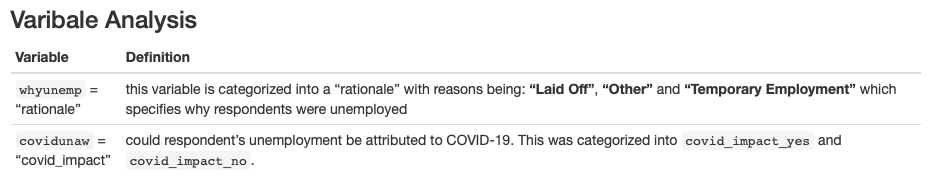 Varibale Analysis
Variable Definition
whyunemp = this variable is categorized into a “rationale” with reasons being: “Laid Off”, “Other” and “Temporary Employment” which
“rationale” specifies why respondents were unemployed
covidunaw = could respondent’s unemployment be attributed to COVID-19. This was categorized into covid_impact_yes and
“covid_impact” covid_impact_no .